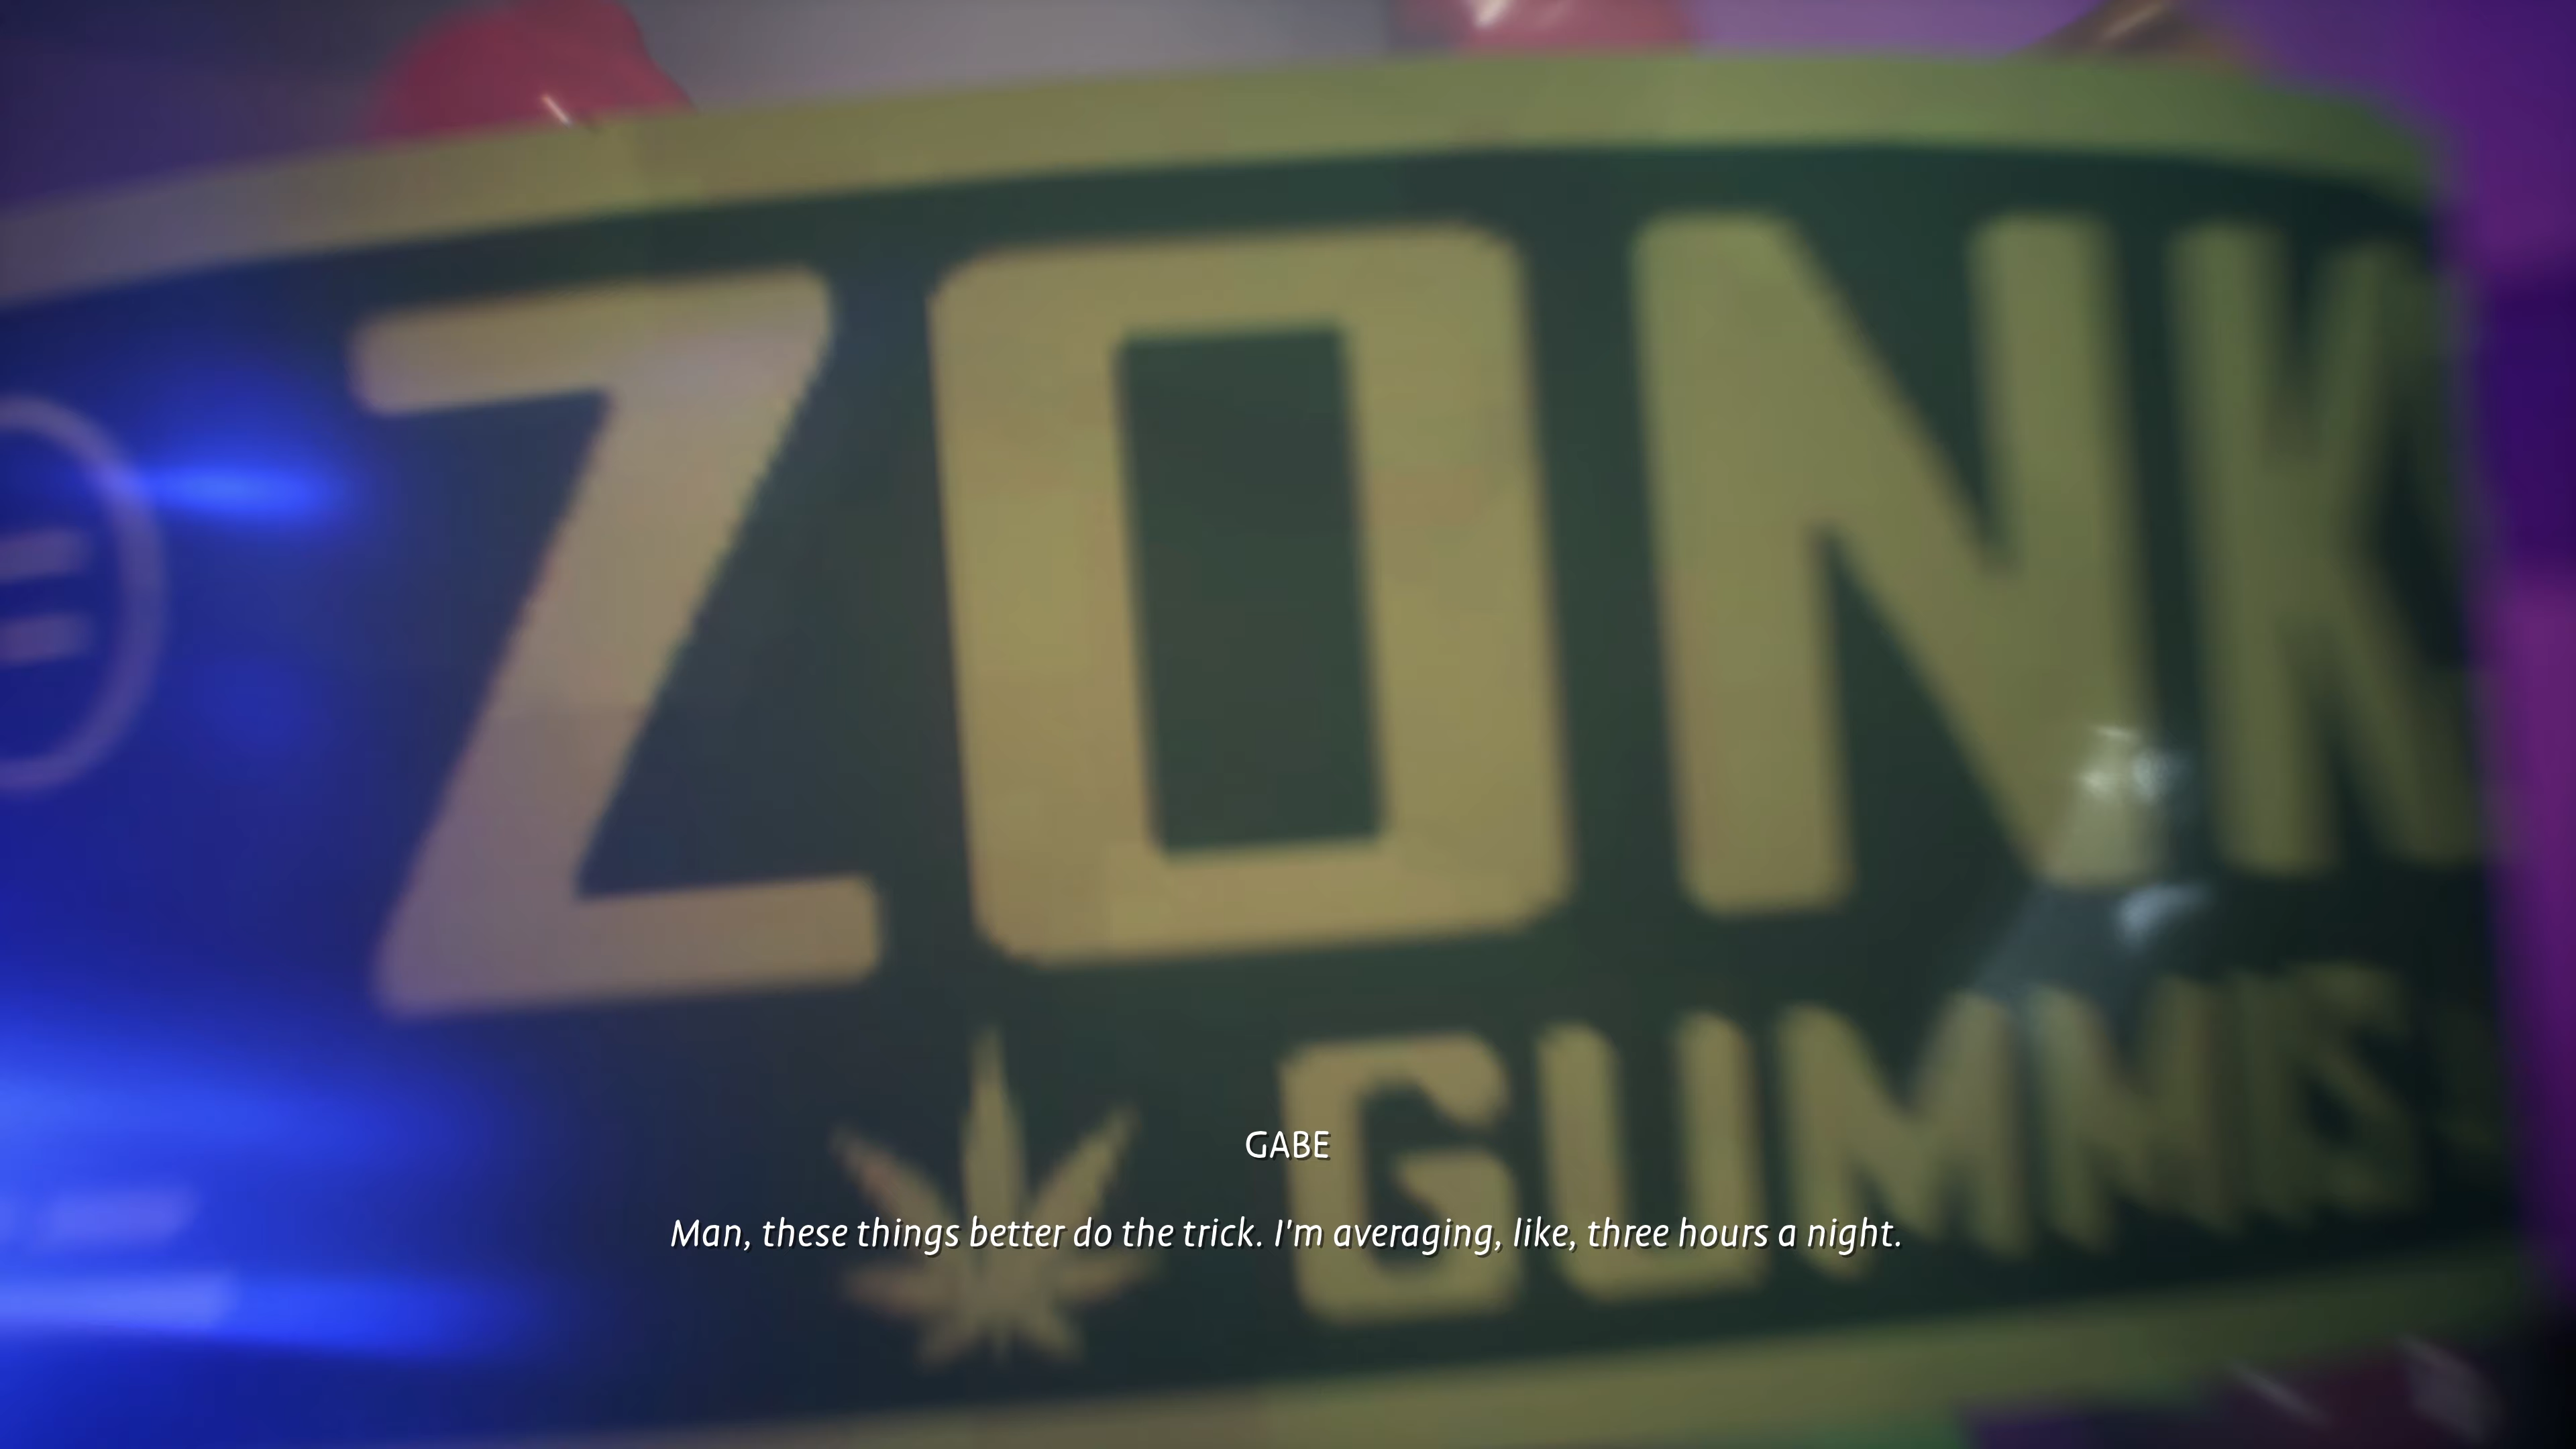 ZONK
GUMMIES
GABE
Man, these things better do the trick. I'm averaging, like, three hours a night.